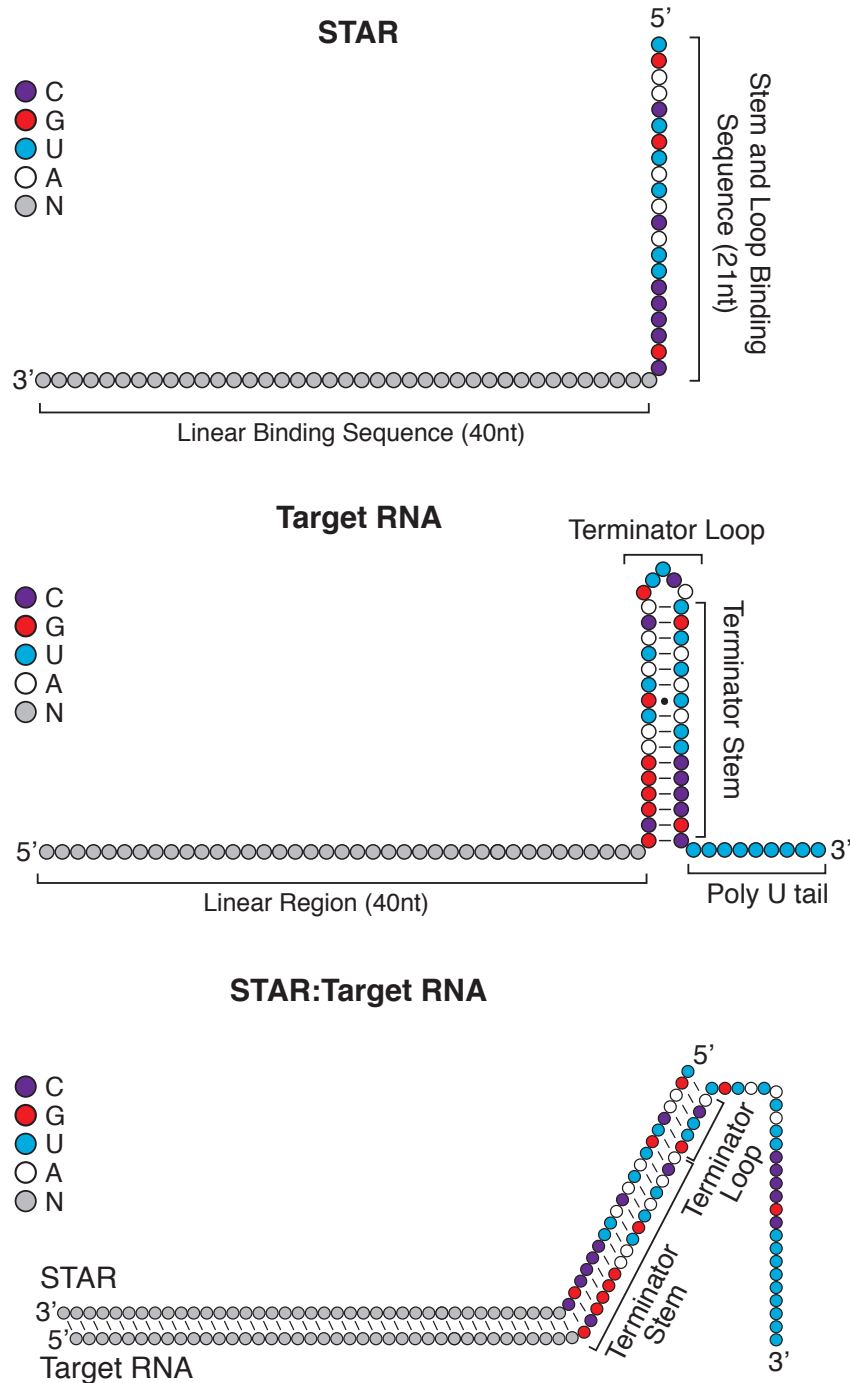 STAR
5’
C
G
U
A
N
Stem and Loop Binding
Sequence (21nt)
3’
Linear Binding Sequence (40nt)
Target RNA
Terminator Loop
C
G
U
A
N
Terminator Stem
5’
3’
Linear Region (40nt)
Poly U tail
STAR:Target RNA
5’
C
G
U
A
N
Terminator
Loop
Terminator
Stem
STAR
3’
5’
Target RNA
3’